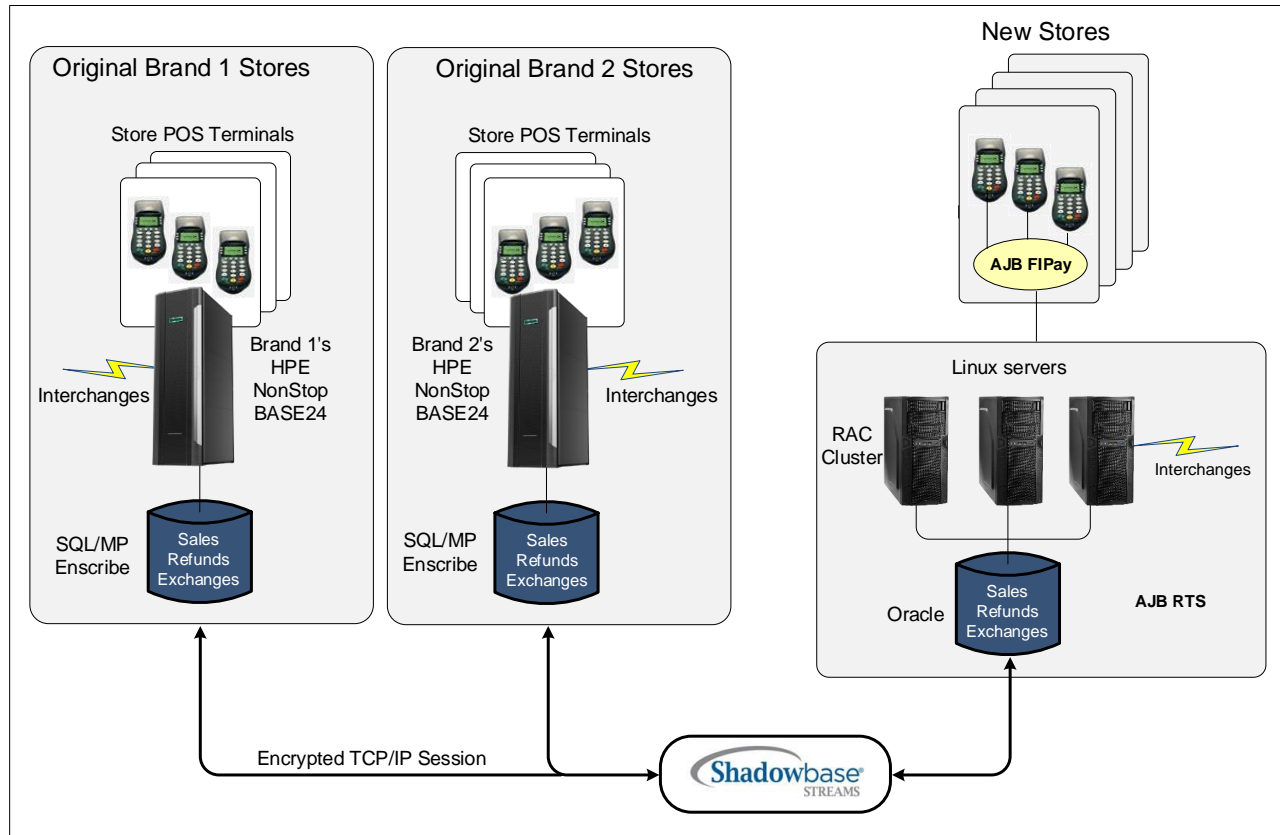 Original Brand 1 Stores
Store POS Terminals
Interchanges
Brand 1's
HPE
NonStop
BASE24
SQL/MP
Enscribe
Sales
Refunds
Exchanges
Original Brand 2 Stores
Store POS Terminals
Brand 2's
HPE
NonStop
BASE24
Interchanges
SQL/MP
Enscribe
Sales
Refunds
Exchanges
New Stores
AJB FIPay
Linux servers
RAC
Cluster
Interchanges
Oracle
Sales
Refunds
Exchanges
AJB RTS
Encrypted TCP/IP Session
Shadowbase®
STREAMS